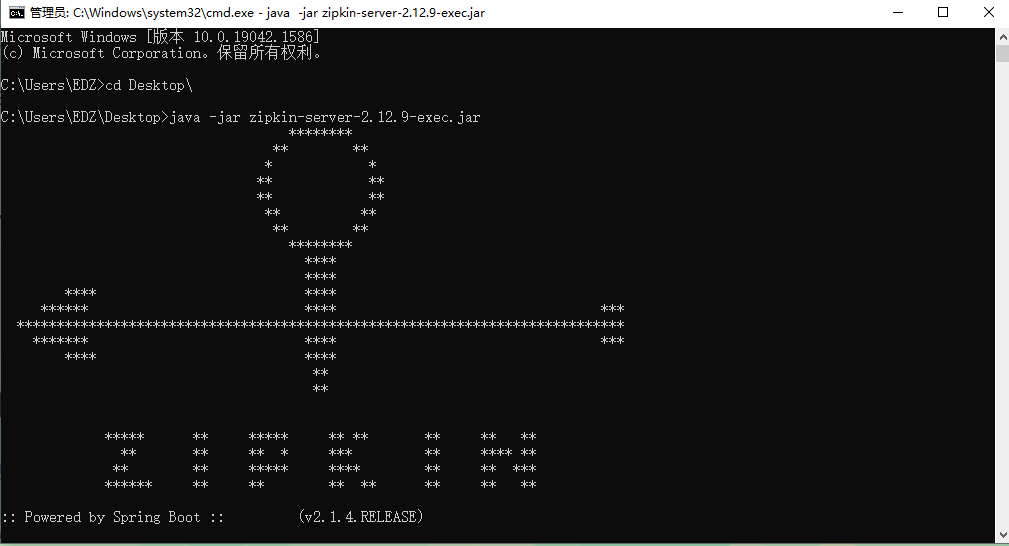 管理员: C:\Windows\system32\cmd.exe - java -jar zipkin-server-2.12.9-exec.jar
Microsoft Windows [版本 10.0.19042.1586]
(c) Microsoft Corporation。保留所有权利。
C:\Users\EDZ>cd Desktop\
C:\Users\EDZ\Desktop>java -jar zipkin-server-2.12.9-exec.jar
ZIPKIN
:: Powered by Spring Boot :: (v2.1.4.RELEASE)